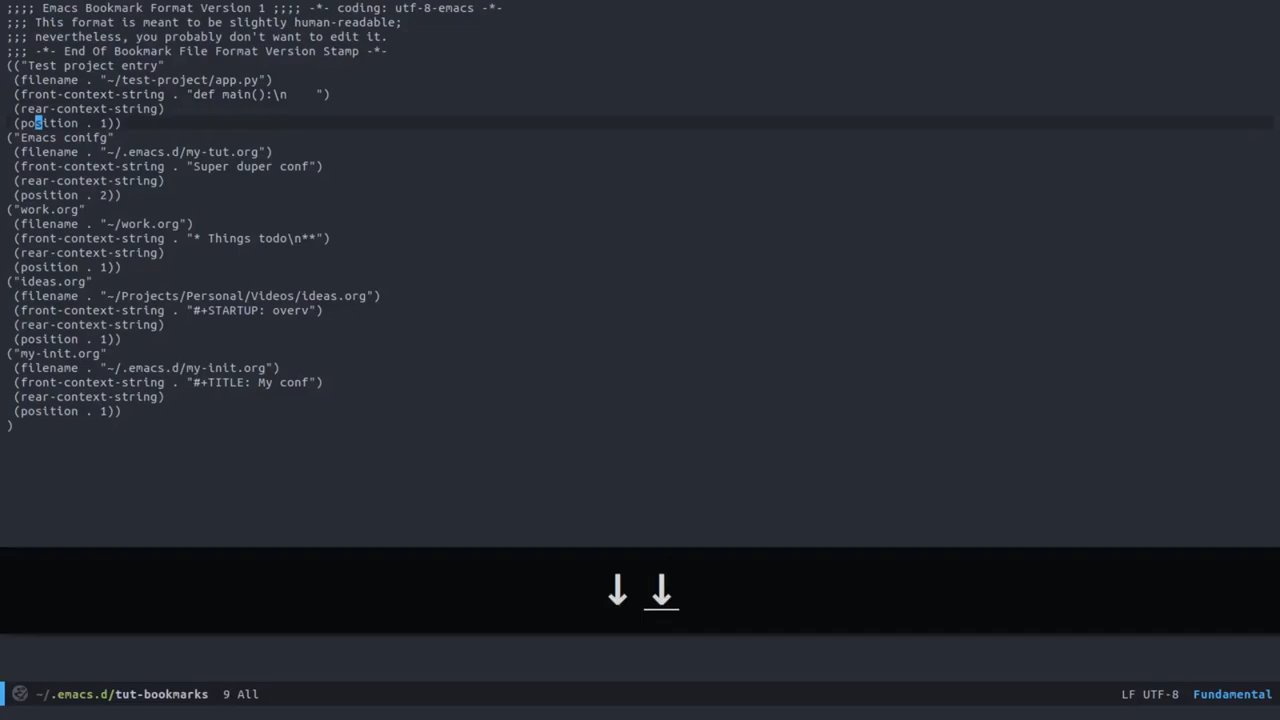 ;;;; Emacs Bookmark Format Version 1 ;;;; -*- coding: utf-8-emacs -*-
;;; This format is meant to be slightly human-readable;
;;; nevertheless, you probably don't want to edit it.
;;; -*- End Of Bookmark File Format Version Stamp -*-
(("Test project entry"
 (filename . "~/test-project/app.py")
 (front-context-string . "def main():\n    ")
 (rear-context-string)
 (position . 1))
("Emacs conifg"
 (filename . "~/.emacs.d/my-tut.org")
 (front-context-string . "Super duper conf")
 (rear-context-string)
 (position . 2))
("work.org"
 (filename . "~/work.org")
 (front-context-string . "* Things todo\n**")
 (rear-context-string)
 (position . 1))
("ideas.org"
 (filename . "~/Projects/Personal/Videos/ideas.org")
 (front-context-string . "#+STARTUP: overv")
 (rear-context-string)
 (position . 1))
("my-init.org"
 (filename . "~/.emacs.d/my-init.org")
 (front-context-string . "#+TITLE: My conf")
 (rear-context-string)
 (position . 1))
)
↓ ↓
~/.emacs.d/tut-bookmarks 9 All LF UTF-8 Fundamental